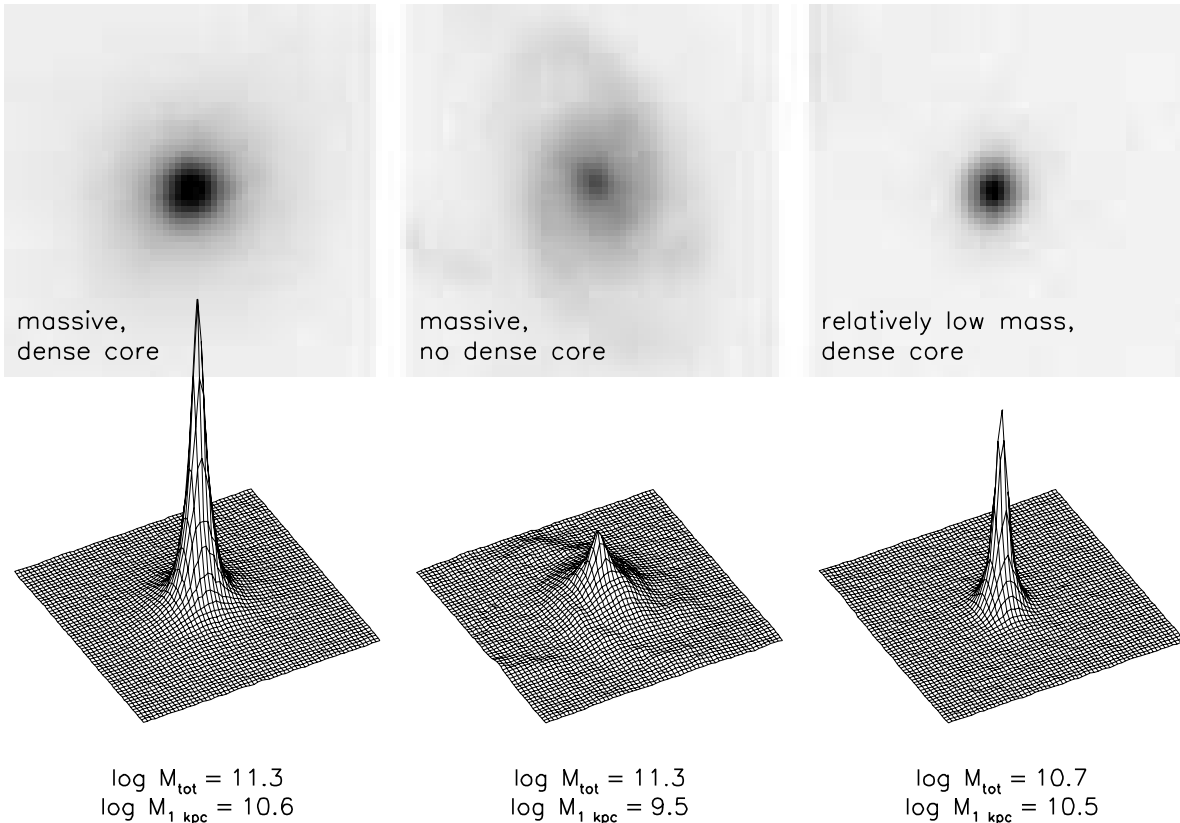 massive,
dense core
massive,
no dense core
relatively low mass,
dense core
log M_tot = 11.3
log M_1 kpc = 10.6
log M_tot = 11.3
log M_1 kpc = 9.5
log M_tot = 10.7
log M_1 kpc = 10.5